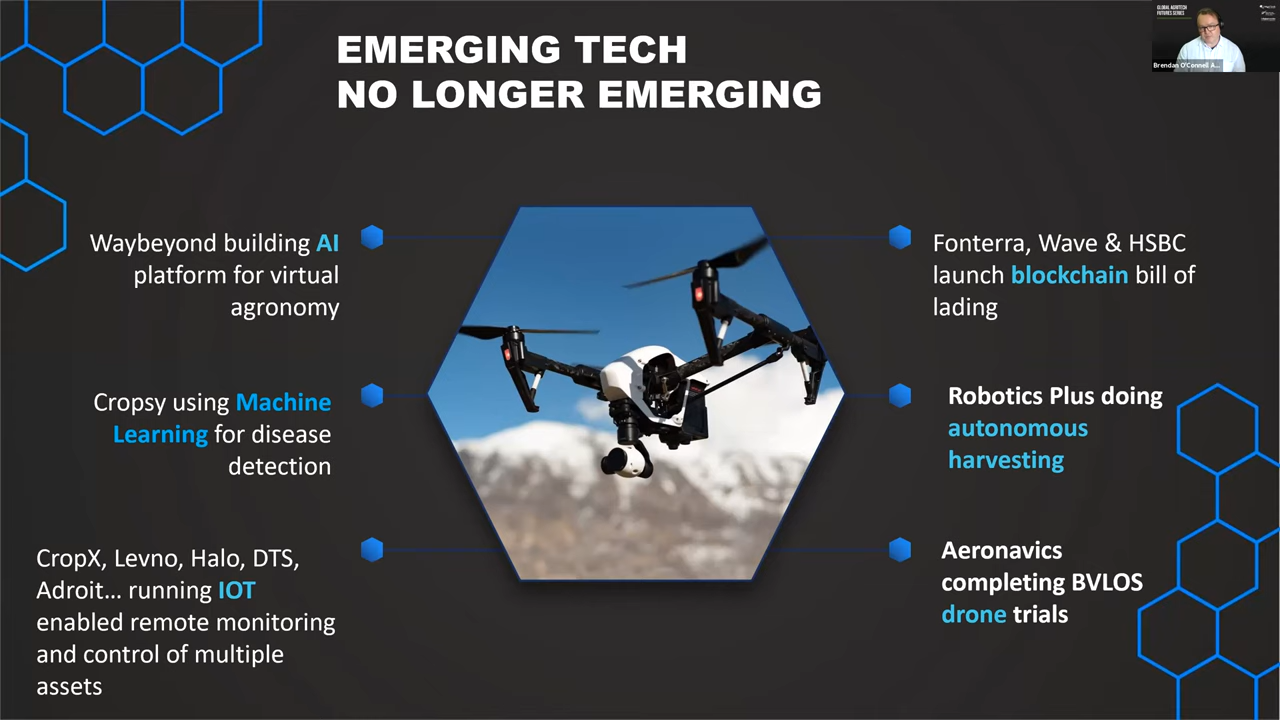 EMERGING TECH
NO LONGER EMERGING
GLOBAL AGRITECH
FUTURES SERIES
Brendan O'Connell A...
Waybeyond building AI
platform for virtual
agronomy
Cropsy using Machine
Learning for disease
detection
CropX, Levno, Halo, DTS,
Adroit... running IOT
enabled remote monitoring
and control of multiple
assets
Fonterra, Wave & HSBC
launch blockchain bill of
lading
Robotics Plus doing
autonomous
harvesting
Aeronavics
completing BVLOS
drone trials